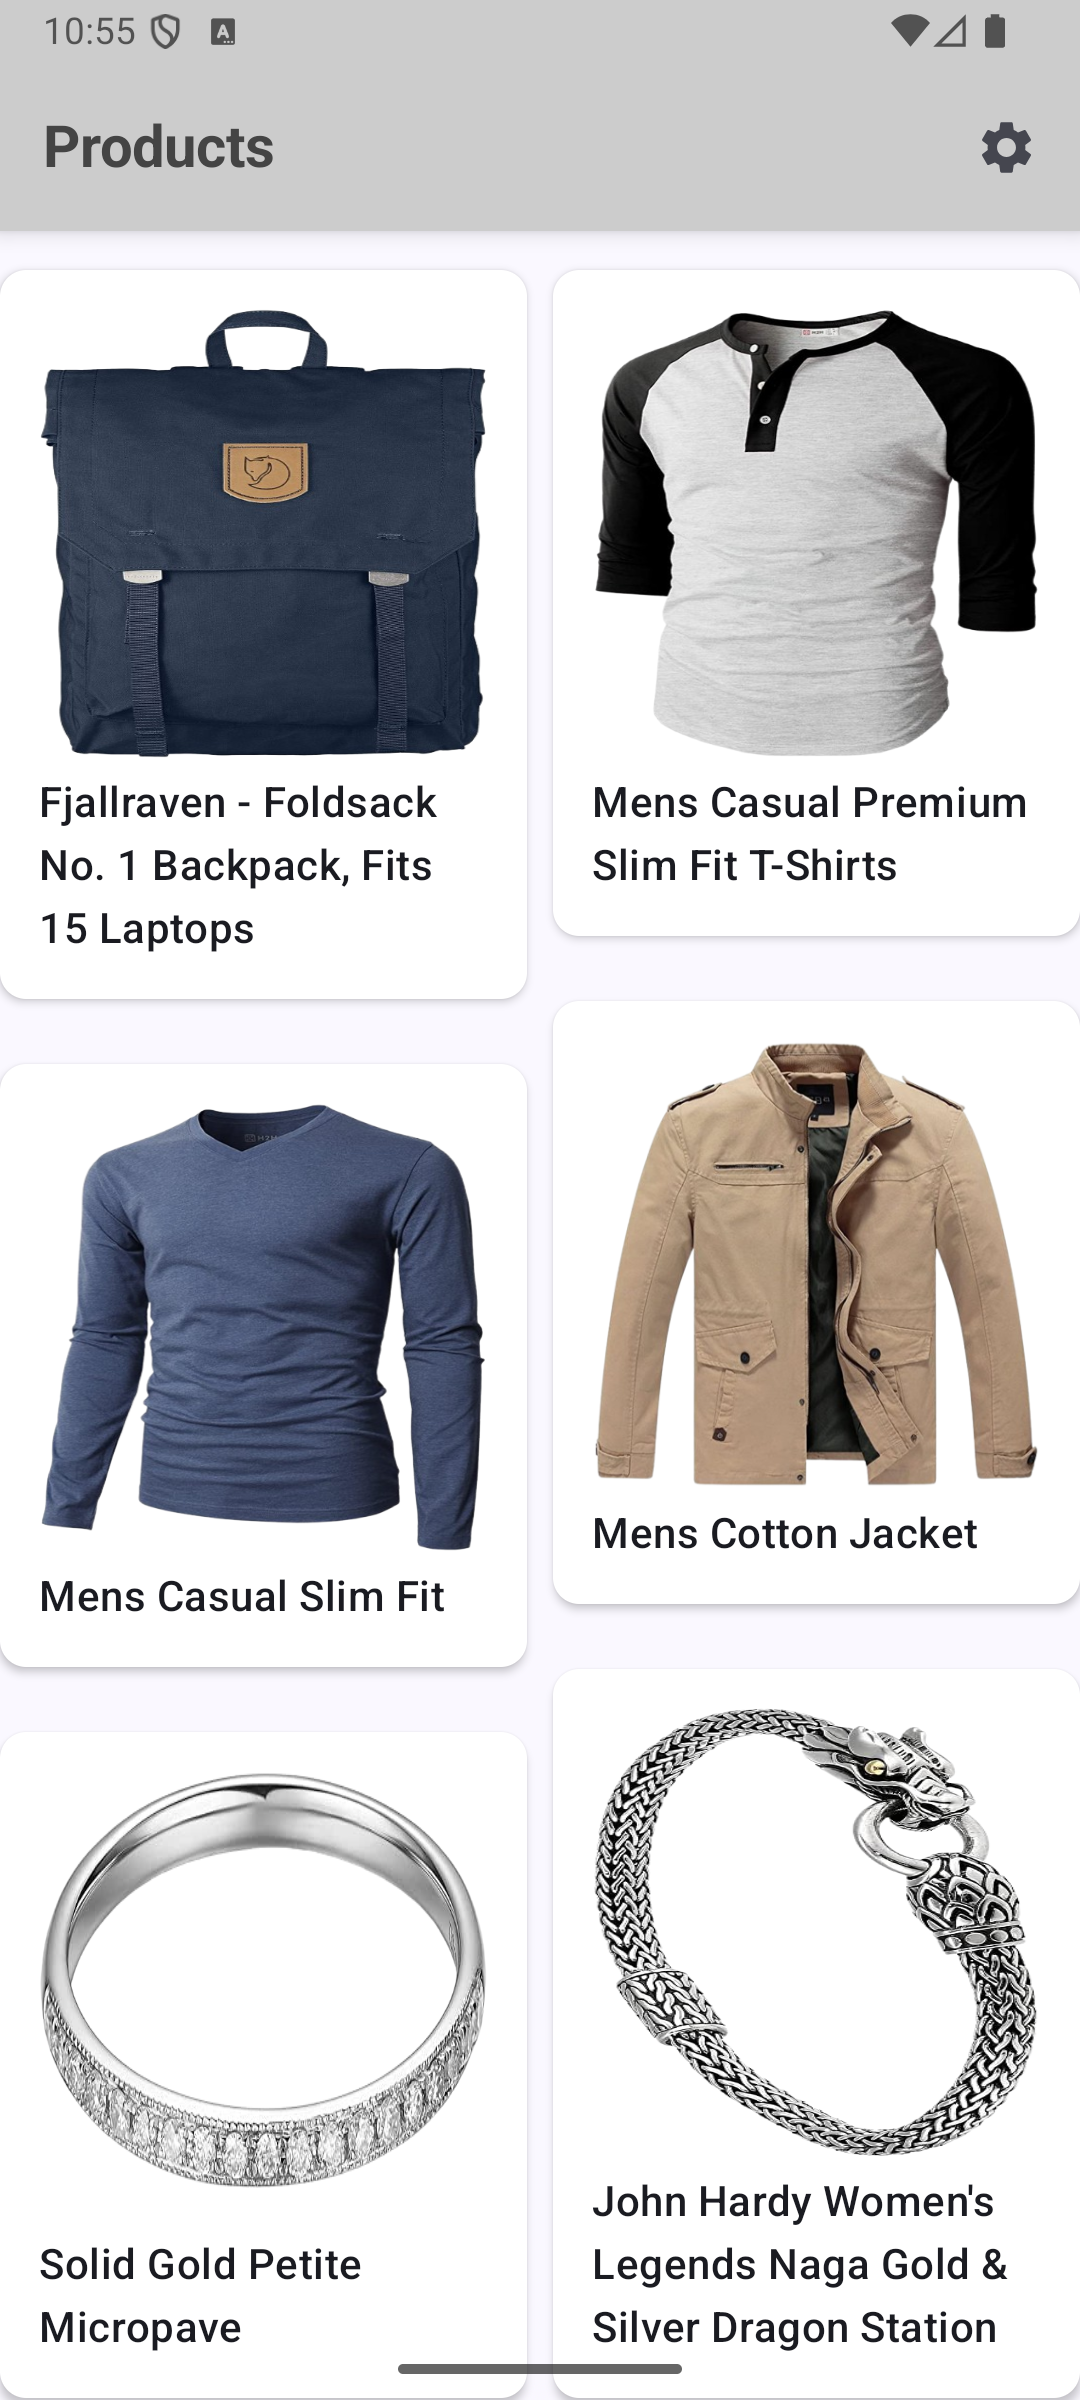 10:55
Products
Fjallraven - Foldsack
No. 1 Backpack, Fits
15 Laptops
Mens Casual Premium
Slim Fit T-Shirts
Mens Casual Slim Fit
Mens Cotton Jacket
Solid Gold Petite
Micropave
John Hardy Women's
Legends Naga Gold &
Silver Dragon Station